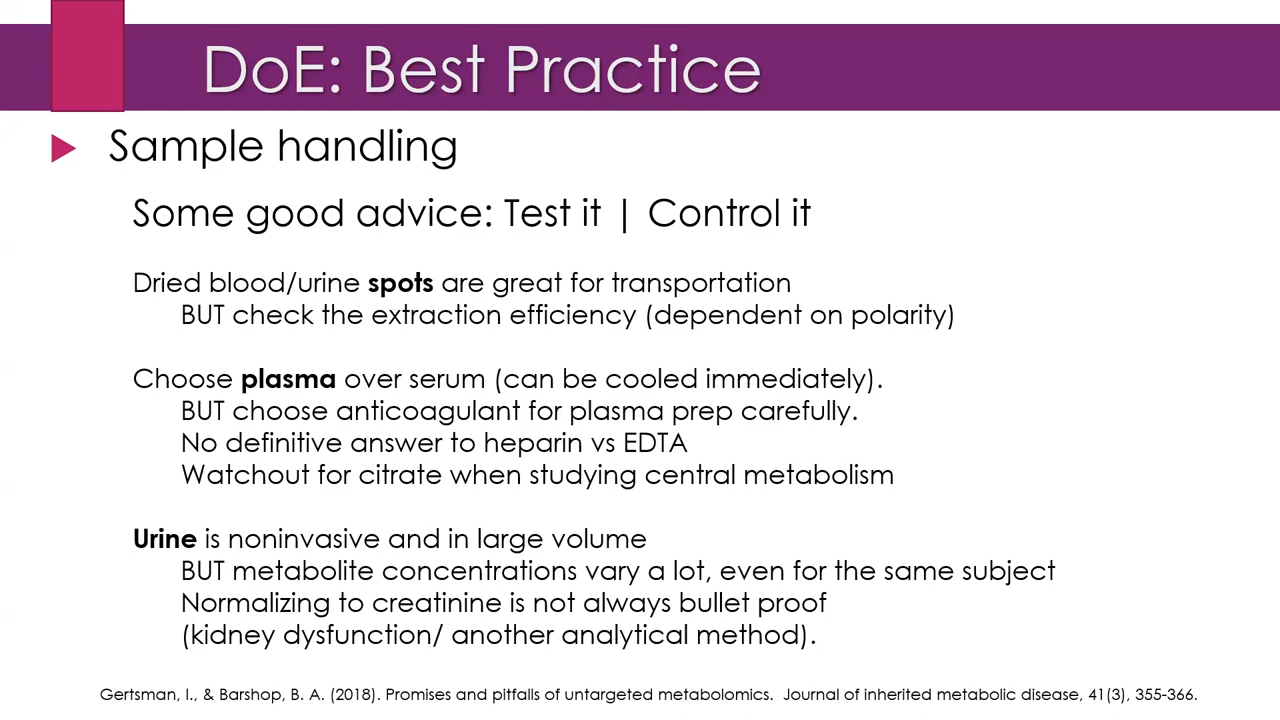 DoE: Best Practice
Sample handling
Some good advice: Test it | Control it
Dried blood/urine spots are great for transportation
BUT check the extraction efficiency (dependent on polarity)
Choose plasma over serum (can be cooled immediately).
BUT choose anticoagulant for plasma prep carefully.
No definitive answer to heparin vs EDTA
Watchout for citrate when studying central metabolism
Urine is noninvasive and in large volume
BUT metabolite concentrations vary a lot, even for the same subject
Normalizing to creatinine is not always bullet proof
(kidney dysfunction/ another analytical method).
Gertsman, I., & Barshop, B. A. (2018). Promises and pitfalls of untargeted metabolomics. Journal of inherited metabolic disease, 41(3), 355-366.